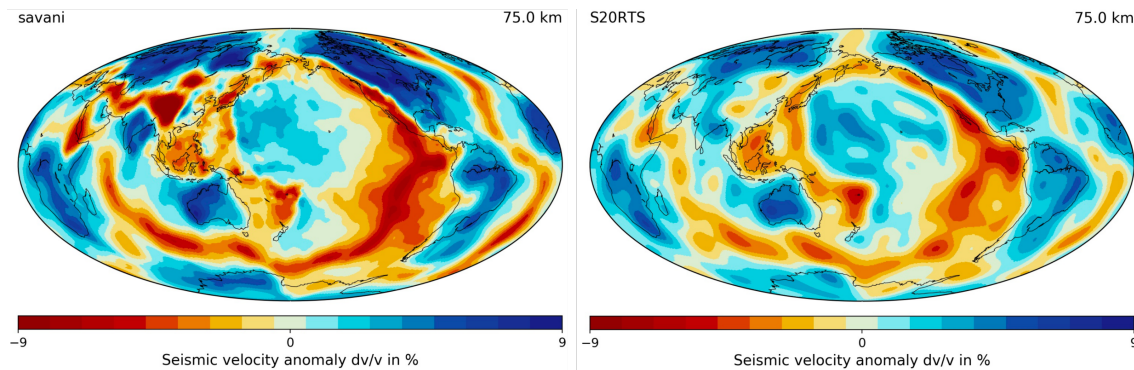 savani 75.0 km
−9 0 9
Seismic velocity anomaly dv/v in %
S20RTS 75.0 km
−9 0 9
Seismic velocity anomaly dv/v in %